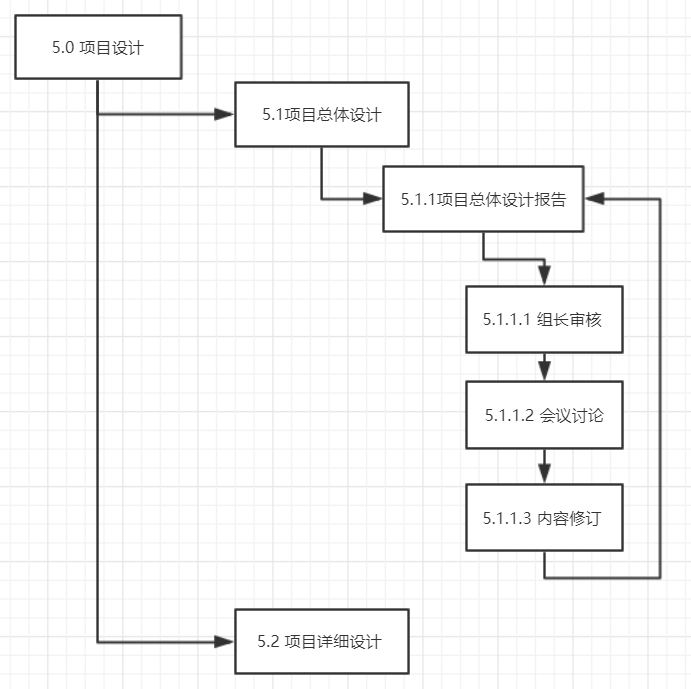 5.0 项目设计
5.1项目总体设计
5.1.1项目总体设计报告
5.1.1.1 组长审核
5.1.1.2 会议讨论
5.1.1.3 内容修订
5.2 项目详细设计